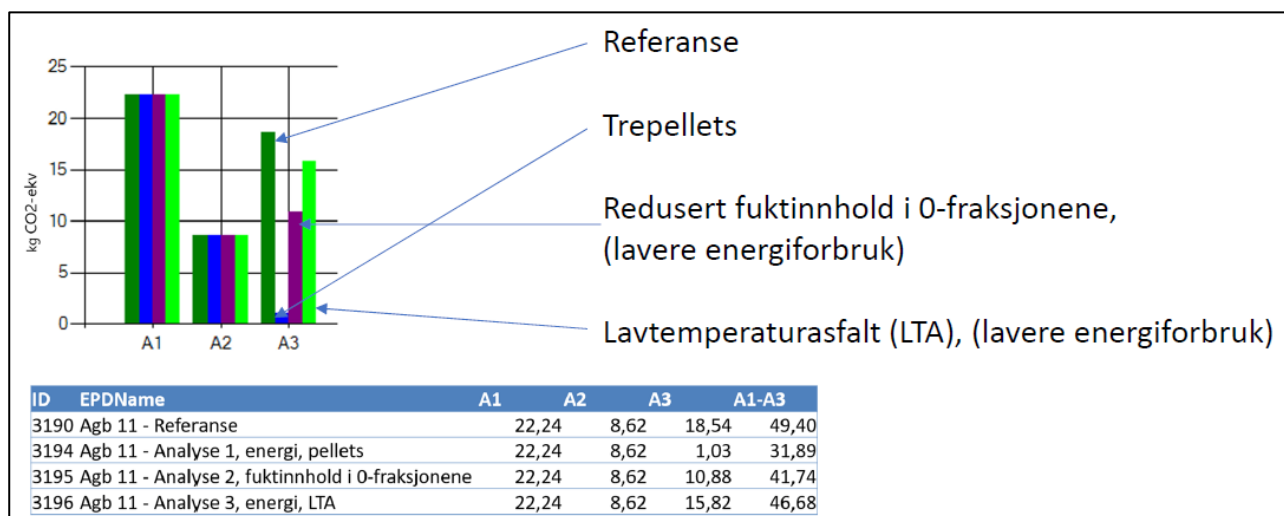 Referanse
Trepellets
Redusert fuktinnhold i 0-fraksjonene,
(lavere energiforbruk)
Lavtemperaturasfalt (LTA), (lavere energiforbruk)
kg CO2-ekv
25
20
15
10
5
0
A1 A2 A3
ID EPDName A1 A2 A3 A1-A3
3190 Agb 11 - Referanse 22,24 8,62 18,54 49,40
3194 Agb 11 - Analyse 1, energi, pellets 22,24 8,62 1,03 31,89
3195 Agb 11 - Analyse 2, fuktinnhold i 0-fraksjonene 22,24 8,62 10,88 41,74
3196 Agb 11 - Analyse 3, energi, LTA 22,24 8,62 15,82 46,68